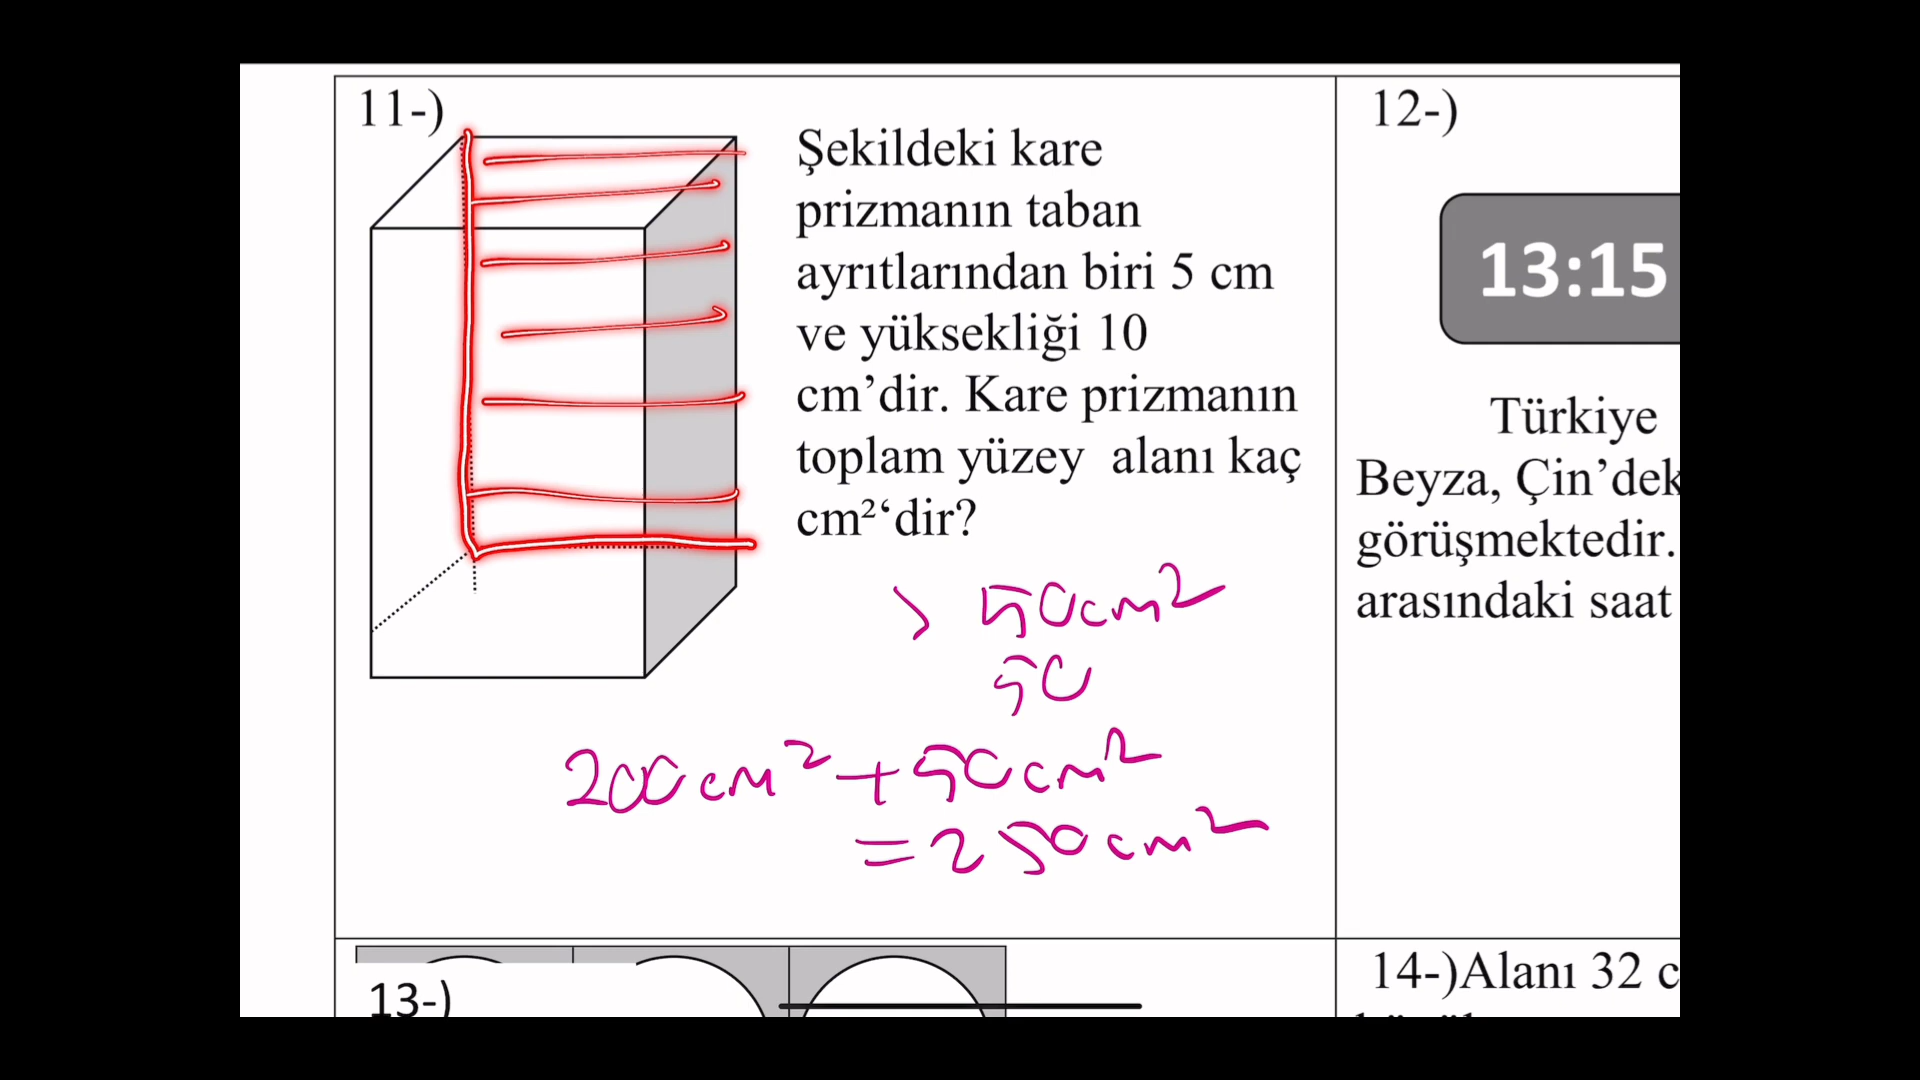 11-)
Şekildeki kare
prizmanın taban
ayrıtlarından biri 5 cm
ve yüksekliği 10
cm’dir. Kare prizmanın
toplam yüzey alanı kaç
cm²‘dir?
50cm²
50
200cm²+50cm²
=250cm²
12-)
13:15
Türkiye
Beyza, Çin’dek
görüşmektedir.
arasındaki saat
13-)
14-)Alanı 32 c